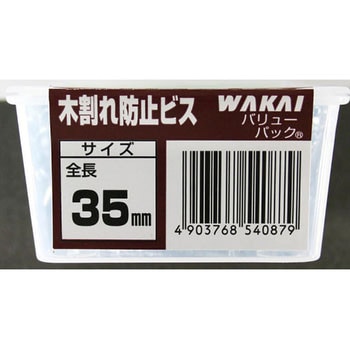 木割れ防止ビス
WAKAI
バリュー
パック®
サイズ
全長
35mm
4 903768 540879